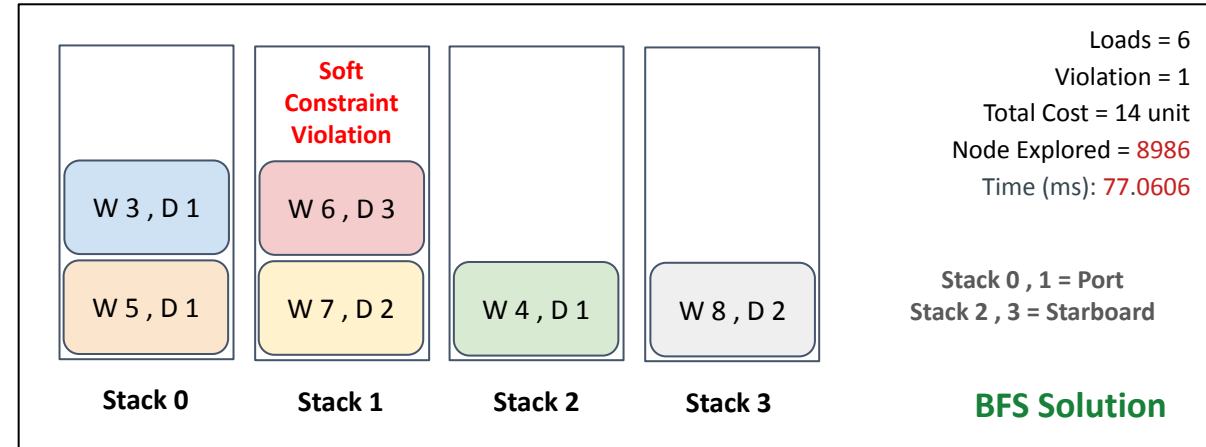 Soft
Constraint
Violation
W 3 , D 1
W 6 , D 3
W 5 , D 1
W 7 , D 2
W 4 , D 1
W 8 , D 2
Stack 0
Stack 1
Stack 2
Stack 3
Loads = 6
Violation = 1
Total Cost = 14 unit
Node Explored = 8986
Time (ms): 77.0606
Stack 0 , 1 = Port
Stack 2 , 3 = Starboard
BFS Solution